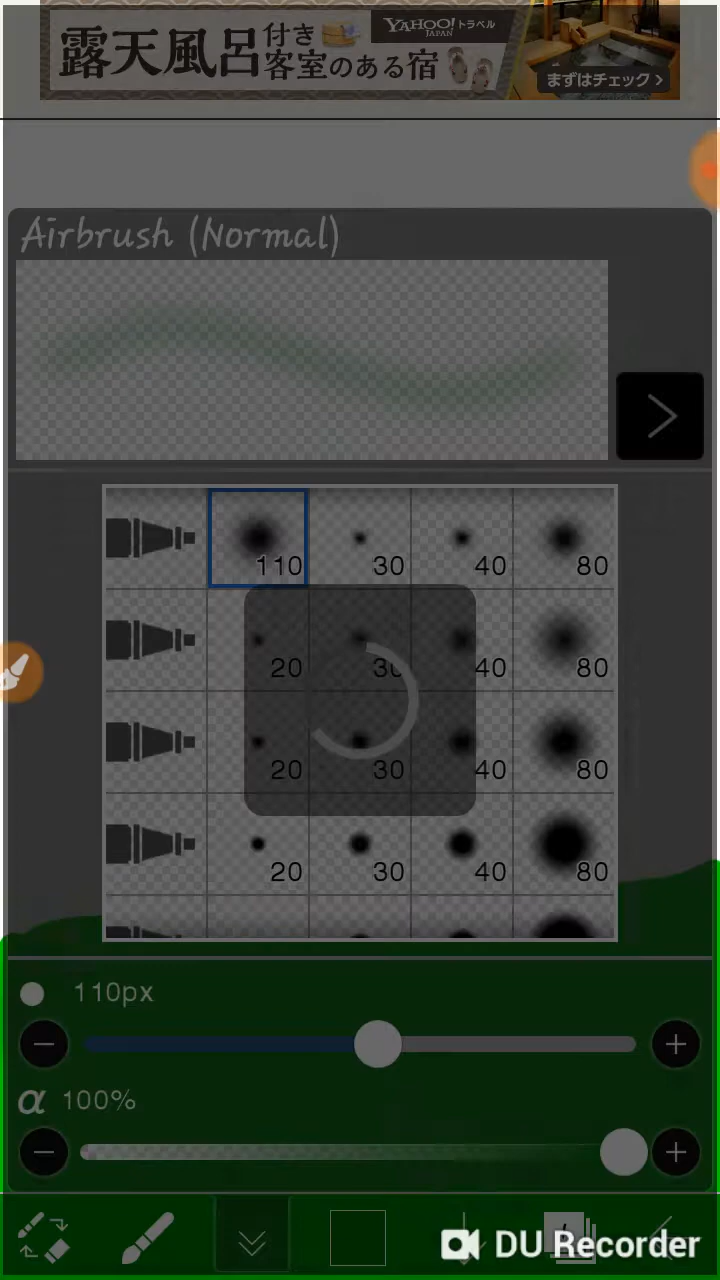 露天風呂付き客室のある宿
YAHOO! JAPAN トラベル
まずはチェック
Airbrush (Normal)
110 30 40 80
20 30 40 80
20 30 40 80
20 30 40 80
110px
α 100%
DU Recorder